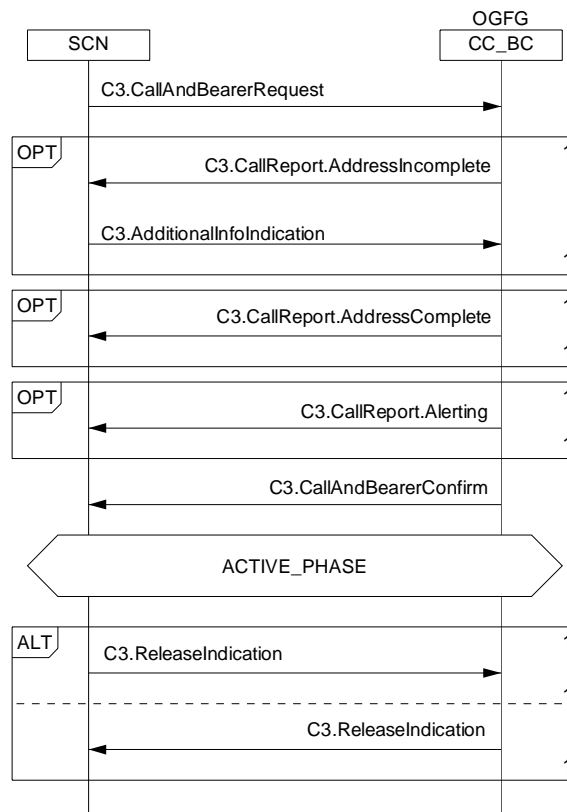 OGFG
SCN
CC_BC
C3.CallAndBearerRequest
OPT
C3.CallReport.AddressIncomplete
C3.AdditionalInfoIndication
OPT
C3.CallReport.AddressComplete
OPT
C3.CallReport.Alerting
C3.CallAndBearerConfirm
ACTIVE_PHASE
ALT
C3.ReleaseIndication
C3.ReleaseIndication